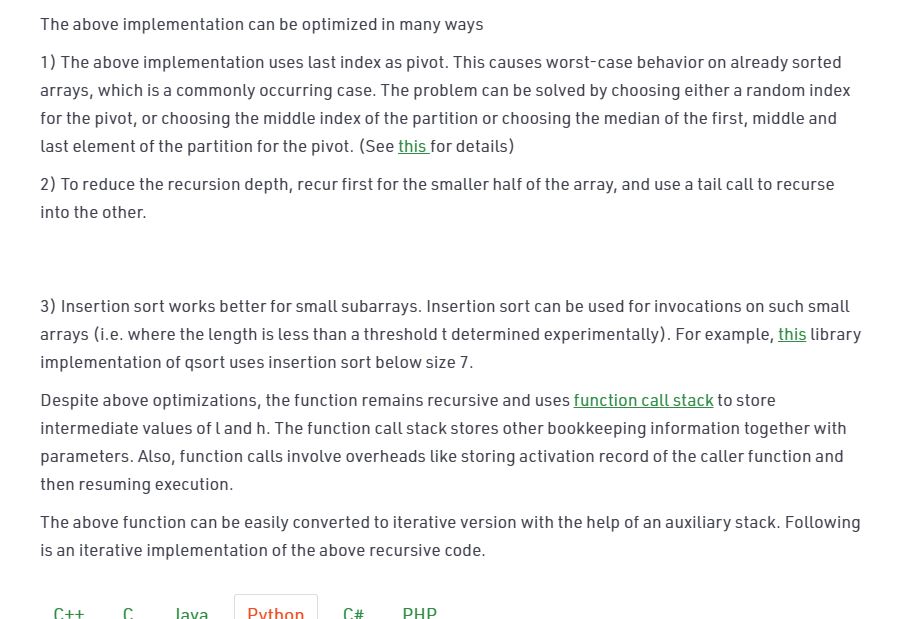 The above implementation can be optimized in many ways
1) The above implementation uses last index as pivot. This causes worst-case behavior on already sorted
arrays, which is a commonly occurring case. The problem can be solved by choosing either a random index
for the pivot, or choosing the middle index of the partition or choosing the median of the first, middle and
last element of the partition for the pivot. (See this for details)
2) To reduce the recursion depth, recur first for the smaller half of the array, and use a tail call to recurse
into the other.
3) Insertion sort works better for small subarrays. Insertion sort can be used for invocations on such small
arrays (i.e. where the length is less than a threshold t determined experimentally). For example, this library
implementation of qsort uses insertion sort below size 7.
Despite above optimizations, the function remains recursive and uses function call stack to store
intermediate values of l and h. The function call stack stores other bookkeeping information together with
parameters. Also, function calls involve overheads like storing activation record of the caller function and
then resuming execution.
The above function can be easily converted to iterative version with the help of an auxiliary stack. Following
is an iterative implementation of the above recursive code.
C++ C Java Python C# PHP